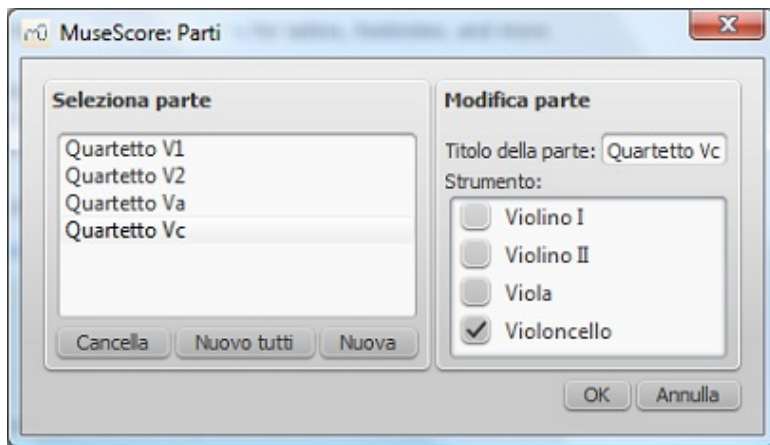 MuseScore: Parti
Seleziona parte
Quartetto V1
Quartetto V2
Quartetto Va
Quartetto Vc
Cancella
Nuovo tutti
Nuova
Modifica parte
Titolo della parte: Quartetto Vc
Strumento:
Violino I
Violino II
Viola
Violoncello
OK
Annulla